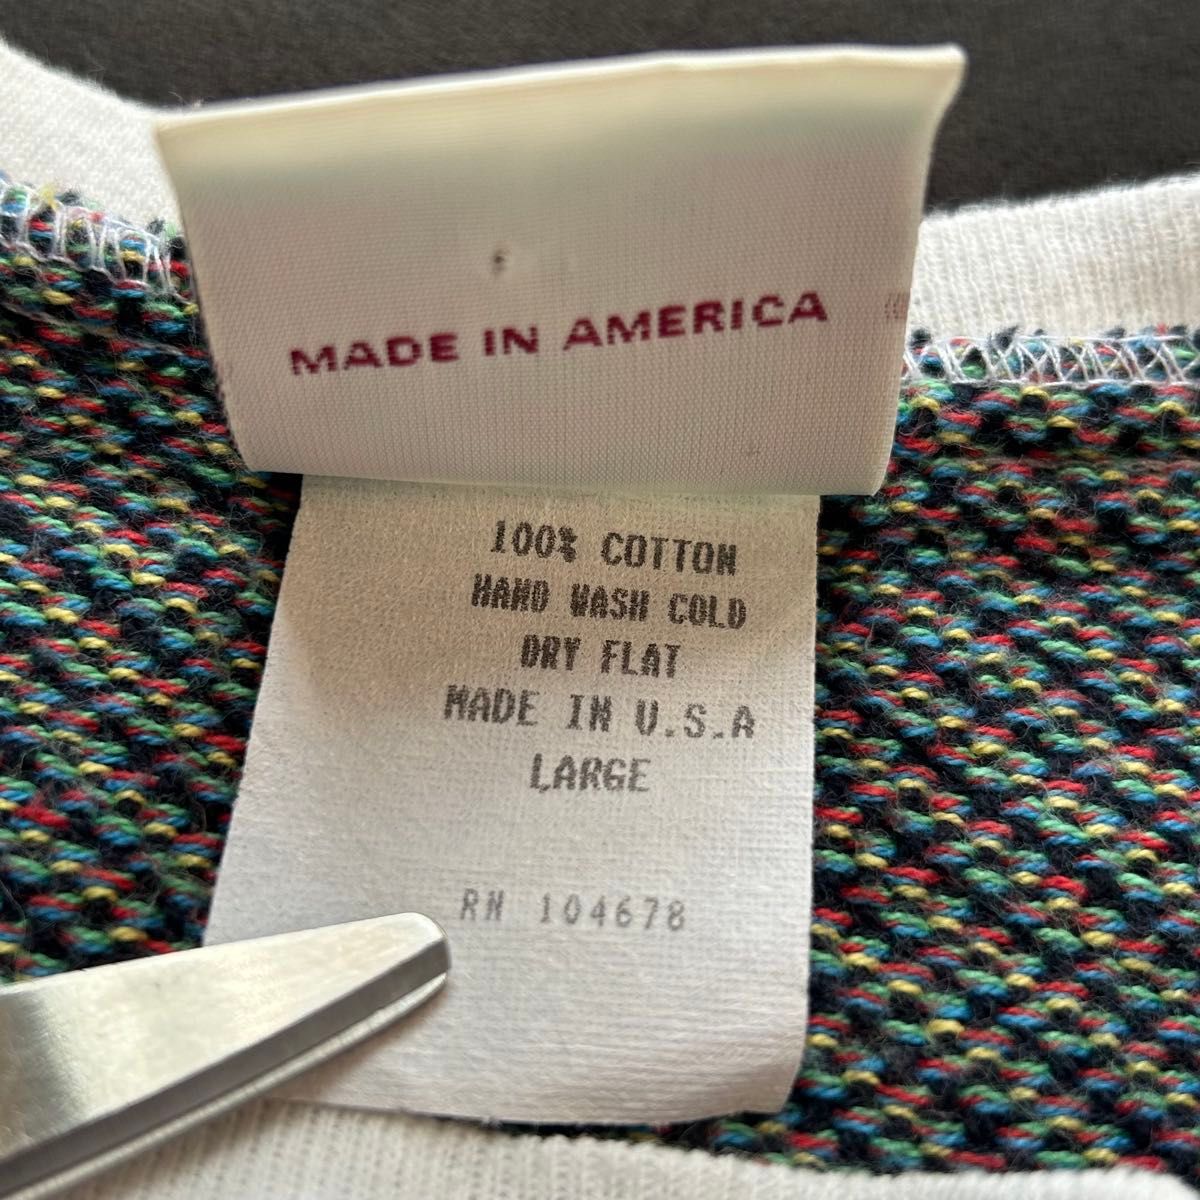 MADE IN AMERICA
100% COTTON
HAND WASH COLD
DRY FLAT
MADE IN U.S.A
LARGE
RN 104678